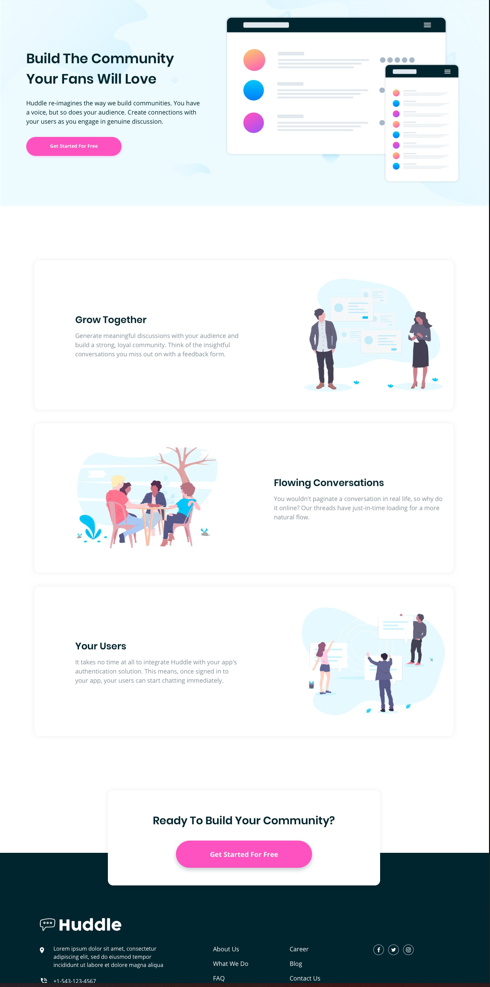 Build The Community
Your Fans Will Love
Huddle re-imagines the way we build communities. You have
a voice, but so does your audience. Create connections with
your users as you engage in genuine discussion.
Get Started For Free
Grow Together
Generate meaningful discussions with your audience and
build a strong, loyal community. Think of the insightful
conversations you miss out on with a feedback form.
Flowing Conversations
You wouldn't paginate a conversation in real life, so why do
it online? Our threads have just-in-time loading for a more
natural flow.
Your Users
It takes no time at all to integrate Huddle with your app's
authentication solution. This means, once signed in to
your app, your users can start chatting immediately.
Ready To Build Your Community?
Get Started For Free
Huddle
Lorem ipsum dolor sit amet, consectetur
adipiscing elit, sed do eiusmod tempor
incididunt ut labore et dolore magna aliqua
+1-543-123-4567
About Us
What We Do
FAQ
Career
Blog
Contact Us